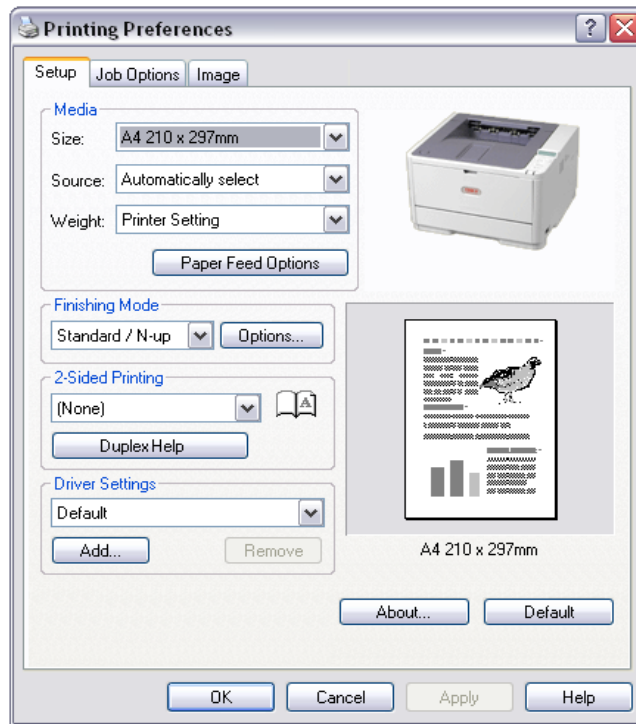 Printing Preferences
Setup Job Options Image
Media
Size: A4 210 x 297mm
Source: Automatically select
Weight: Printer Setting
Paper Feed Options
Finishing Mode
Standard / N-up Options...
2-Sided Printing
(None) A
Duplex Help
Driver Settings
Default
Add... Remove
A4 210 x 297mm
About... Default
OK Cancel Apply Help